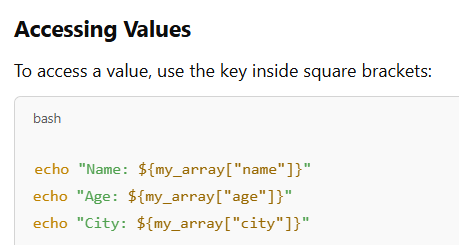 Accessing Values
To access a value, use the key inside square brackets:
bash
echo "Name: ${my_array["name"]}"
echo "Age: ${my_array["age"]}"
echo "City: ${my_array["city"]}"